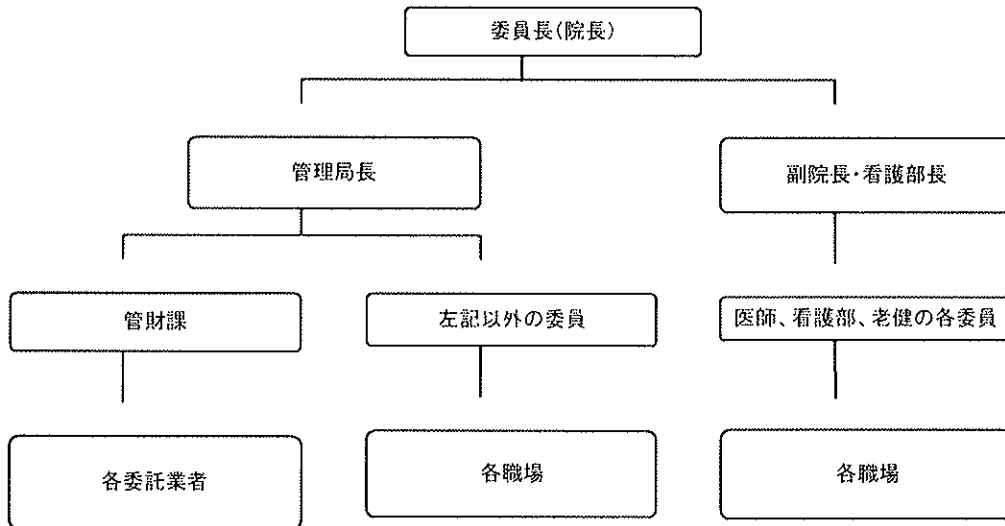 委員長(院長)
管理局長
副院長・看護部長
管財課
左記以外の委員
医師、看護部、老健の各委員
各委託業者
各職場
各職場